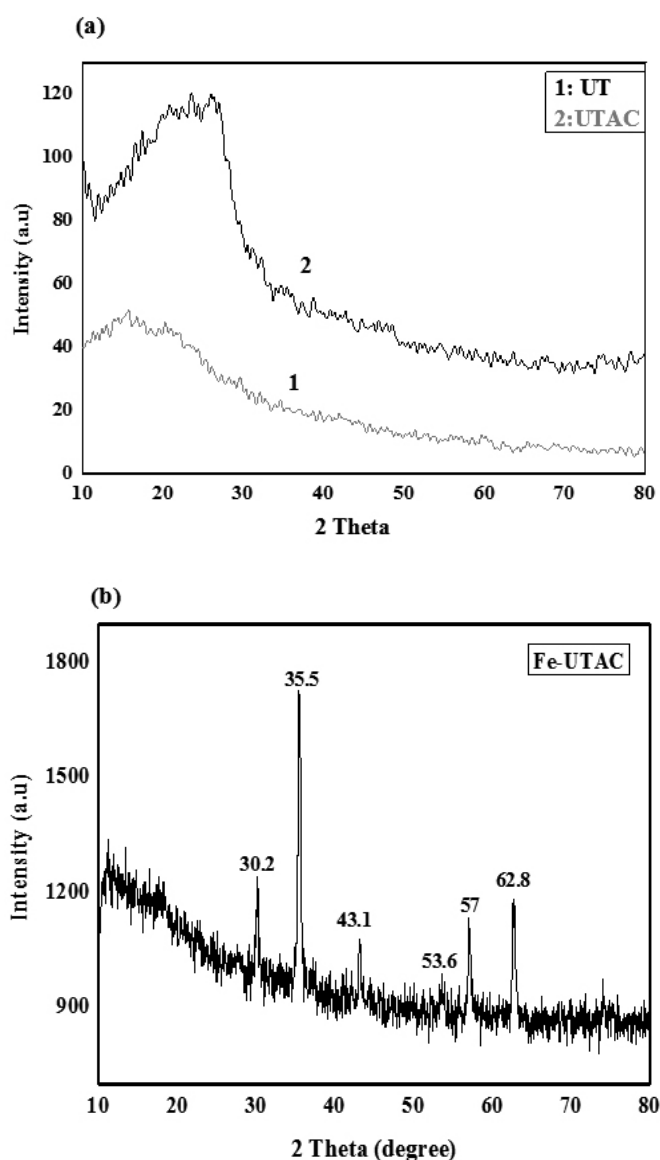 (a)
1: UT
2:UTAC
120
100
80
60
40
20
0
2
1
10 20 30 40 50 60 70 80
Intensity (a.u)
2 Theta
(b)
Fe-UTAC
1800
1500
1200
900
35.5
30.2
43.1
53.6
57
62.8
10 20 30 40 50 60 70 80
Intensity (a.u)
2 Theta (degree)